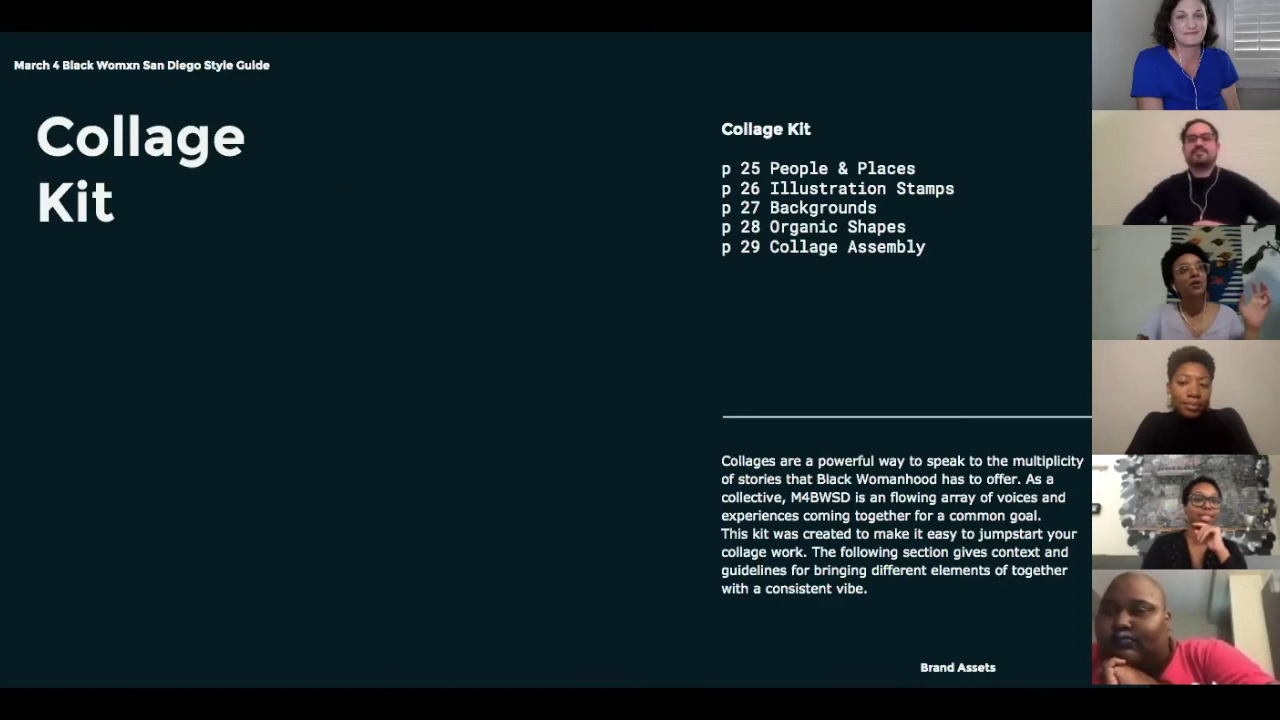 March 4 Black Womxn San Diego Style Guide
Collage
Kit
Collage Kit
p 25 People & Places
p 26 Illustration Stamps
p 27 Backgrounds
p 28 Organic Shapes
p 29 Collage Assembly
Collages are a powerful way to speak to the multiplicity
of stories that Black Womanhood has to offer. As a
collective, M4BWSD is an flowing array of voices and
experiences coming together for a common goal.
This kit was created to make it easy to jumpstart your
collage work. The following section gives context and
guidelines for bringing different elements of together
with a consistent vibe.
Brand Assets